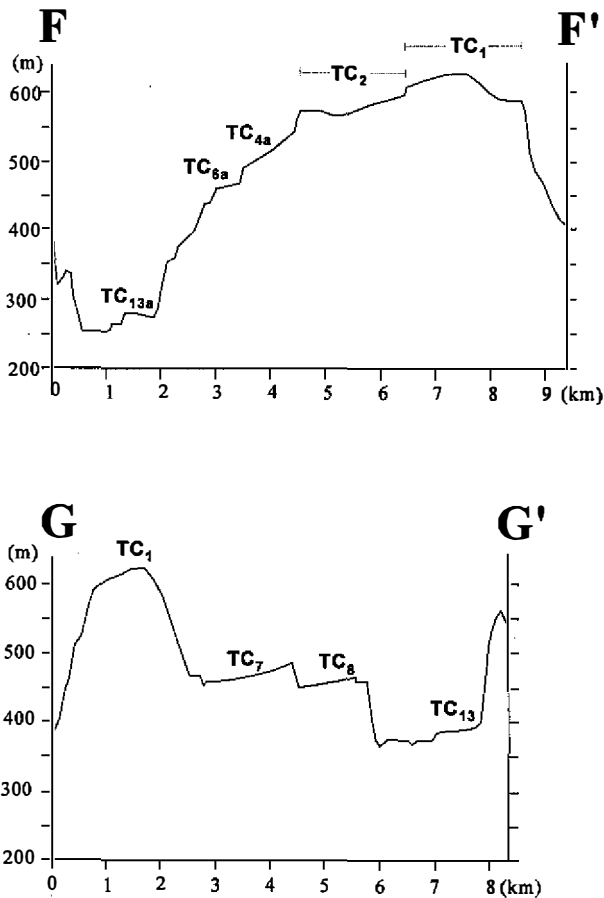 F F'
(m)
TC1
TC2
600
TC4a
500
TC6a
400
300
TC13a
200
0 1 2 3 4 5 6 7 8 9 (km)
G G'
(m)
TC1
600
500
TC7 TC8
400
TC13
300
200
0 1 2 3 4 5 6 7 8 (km)